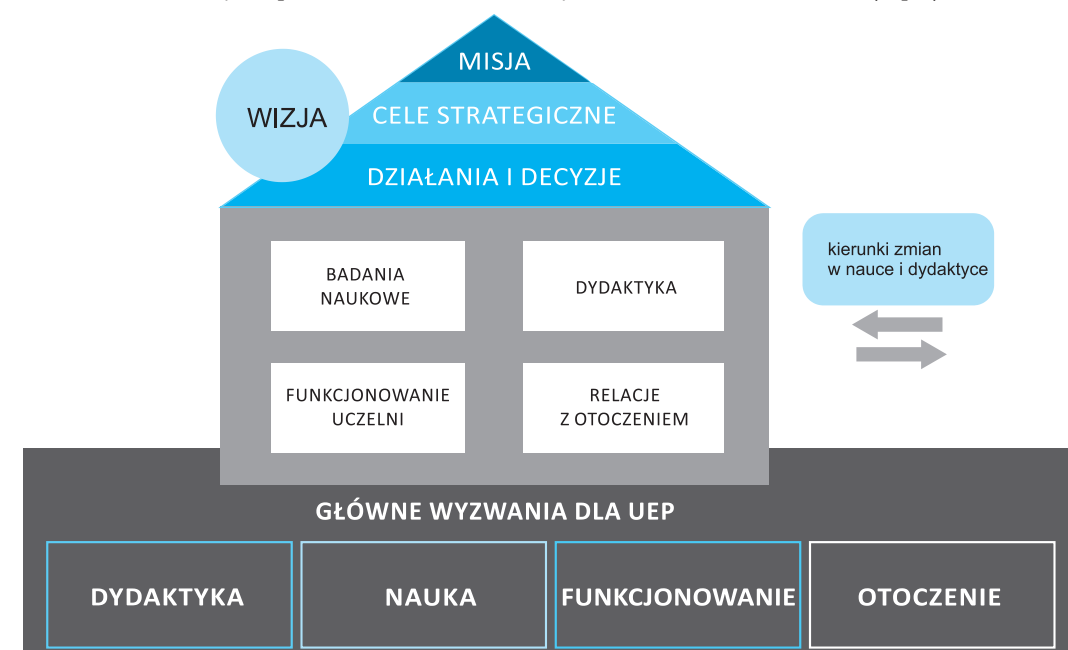 MISJA
WIZJA
CELE STRATEGICZNE
DZIAŁANIA I DECYZJE
BADANIA
NAUKOWE
DYDAKTYKA
kierunki zmian
w nauce i dydaktyce
FUNKCJONOWANIE
UCZELNI
RELACJE
Z OTOCZENIEM
GŁÓWNE WYZWANIA DLA UEP
DYDAKTYKA
NAUKA
FUNKCJONOWANIE
OTOCZENIE